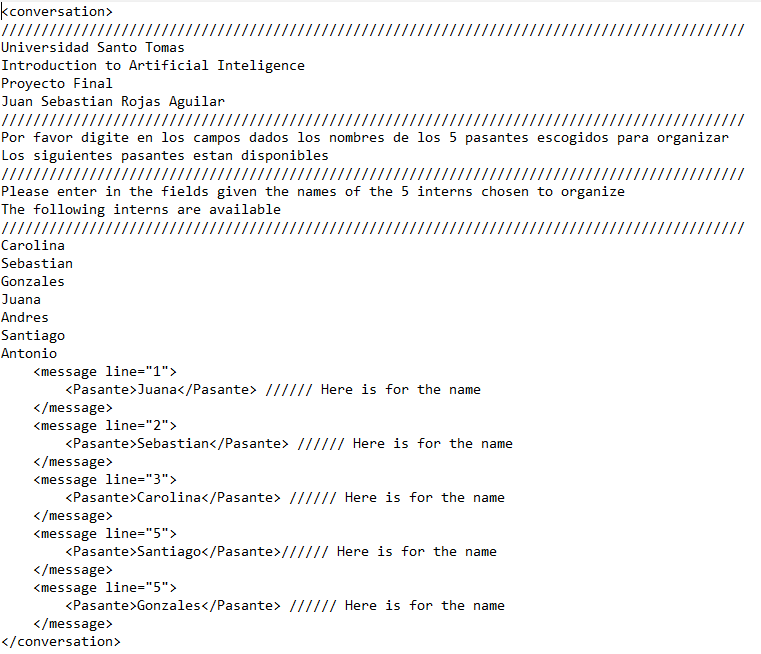 <conversation>
/////////////////////////////////////////////////////////////////////////////////////////////
Universidad Santo Tomas
Introduction to Artificial Inteligence
Proyecto Final
Juan Sebastian Rojas Aguilar
/////////////////////////////////////////////////////////////////////////////////////////////
Por favor digite en los campos dados los nombres de los 5 pasantes escogidos para organizar
Los siguientes pasantes estan disponibles
/////////////////////////////////////////////////////////////////////////////////////////////
Please enter in the fields given the names of the 5 interns chosen to organize
The following interns are available
/////////////////////////////////////////////////////////////////////////////////////////////
Carolina
Sebastian
Gonzales
Juana
Andres
Santiago
Antonio
    <message line="1">
        <Pasante>Juana</Pasante> ////// Here is for the name
    </message>
    <message line="2">
        <Pasante>Sebastian</Pasante> ////// Here is for the name
    </message>
    <message line="3">
        <Pasante>Carolina</Pasante> ////// Here is for the name
    </message>
    <message line="5">
        <Pasante>Santiago</Pasante>////// Here is for the name
    </message>
    <message line="5">
        <Pasante>Gonzales</Pasante> ////// Here is for the name
    </message>
</conversation>